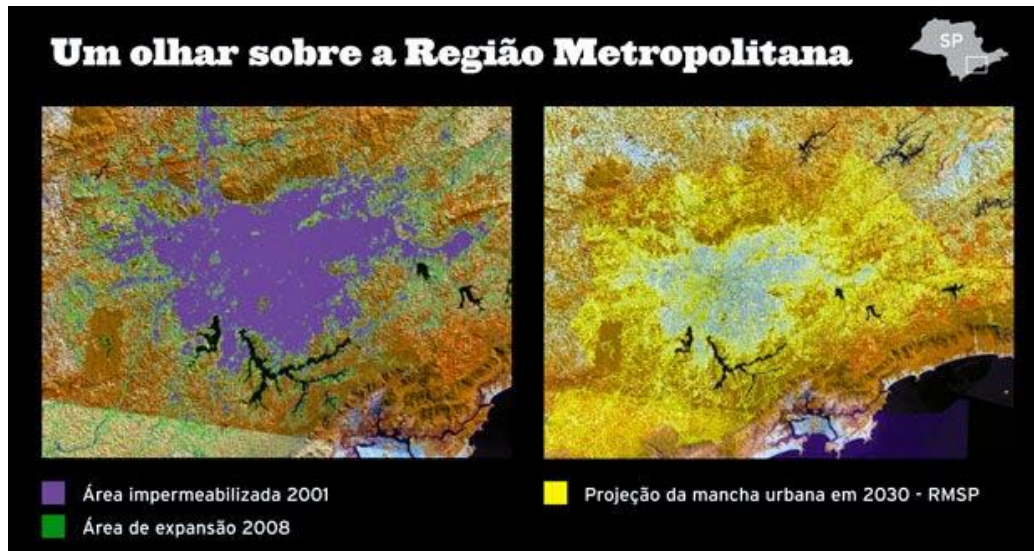 Um olhar sobre a Região Metropolitana
SP
Área impermeabilizada 2001
Área de expansão 2008
Projeção da mancha urbana em 2030 - RMSP